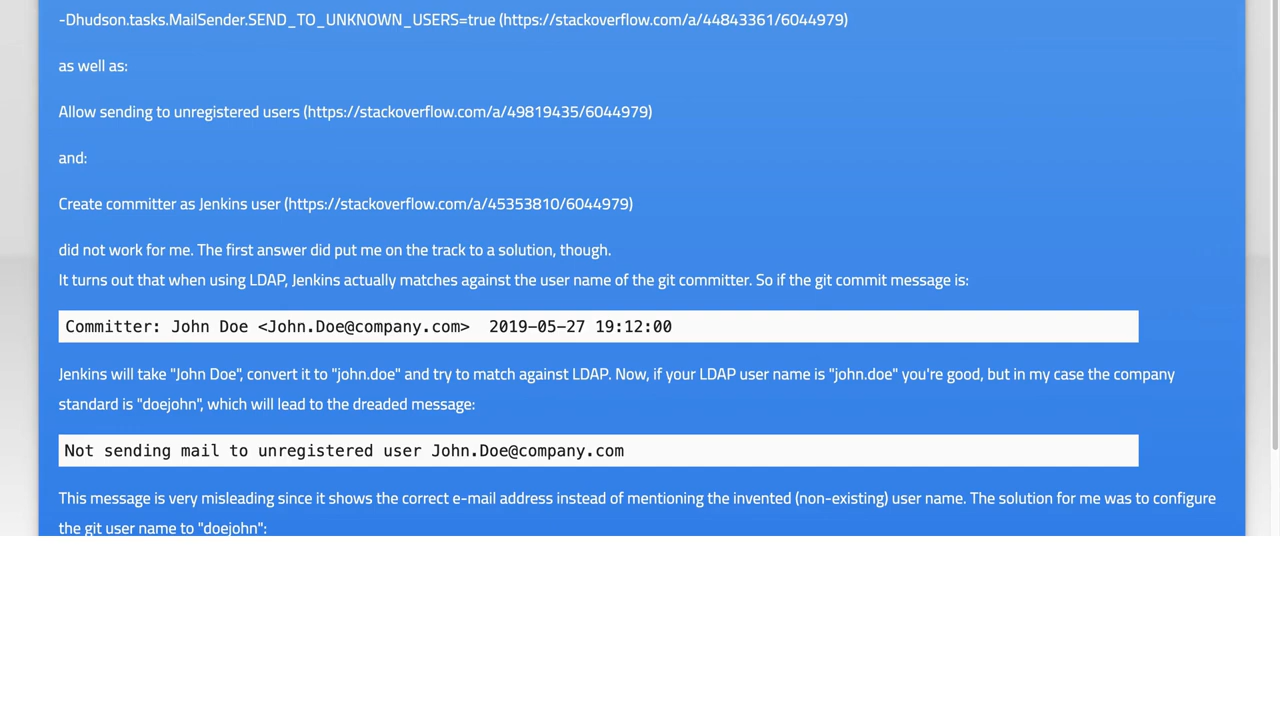 -Dhudson.tasks.MailSender.SEND_TO_UNKNOWN_USERS=true (https://stackoverflow.com/a/44843361/6044979)
as well as:
Allow sending to unregistered users (https://stackoverflow.com/a/49819435/6044979)
and:
Create committer as Jenkins user (https://stackoverflow.com/a/45353810/6044979)
did not work for me. The first answer did put me on the track to a solution, though.
It turns out that when using LDAP, Jenkins actually matches against the user name of the git committer. So if the git commit message is:
Committer: John Doe <John.Doe@company.com>  2019-05-27 19:12:00
Jenkins will take "John Doe", convert it to "john.doe" and try to match against LDAP. Now, if your LDAP user name is "john.doe" you're good, but in my case the company
standard is "doejohn", which will lead to the dreaded message:
Not sending mail to unregistered user John.Doe@company.com
This message is very misleading since it shows the correct e-mail address instead of mentioning the invented (non-existing) user name. The solution for me was to configure
the git user name to "doejohn":